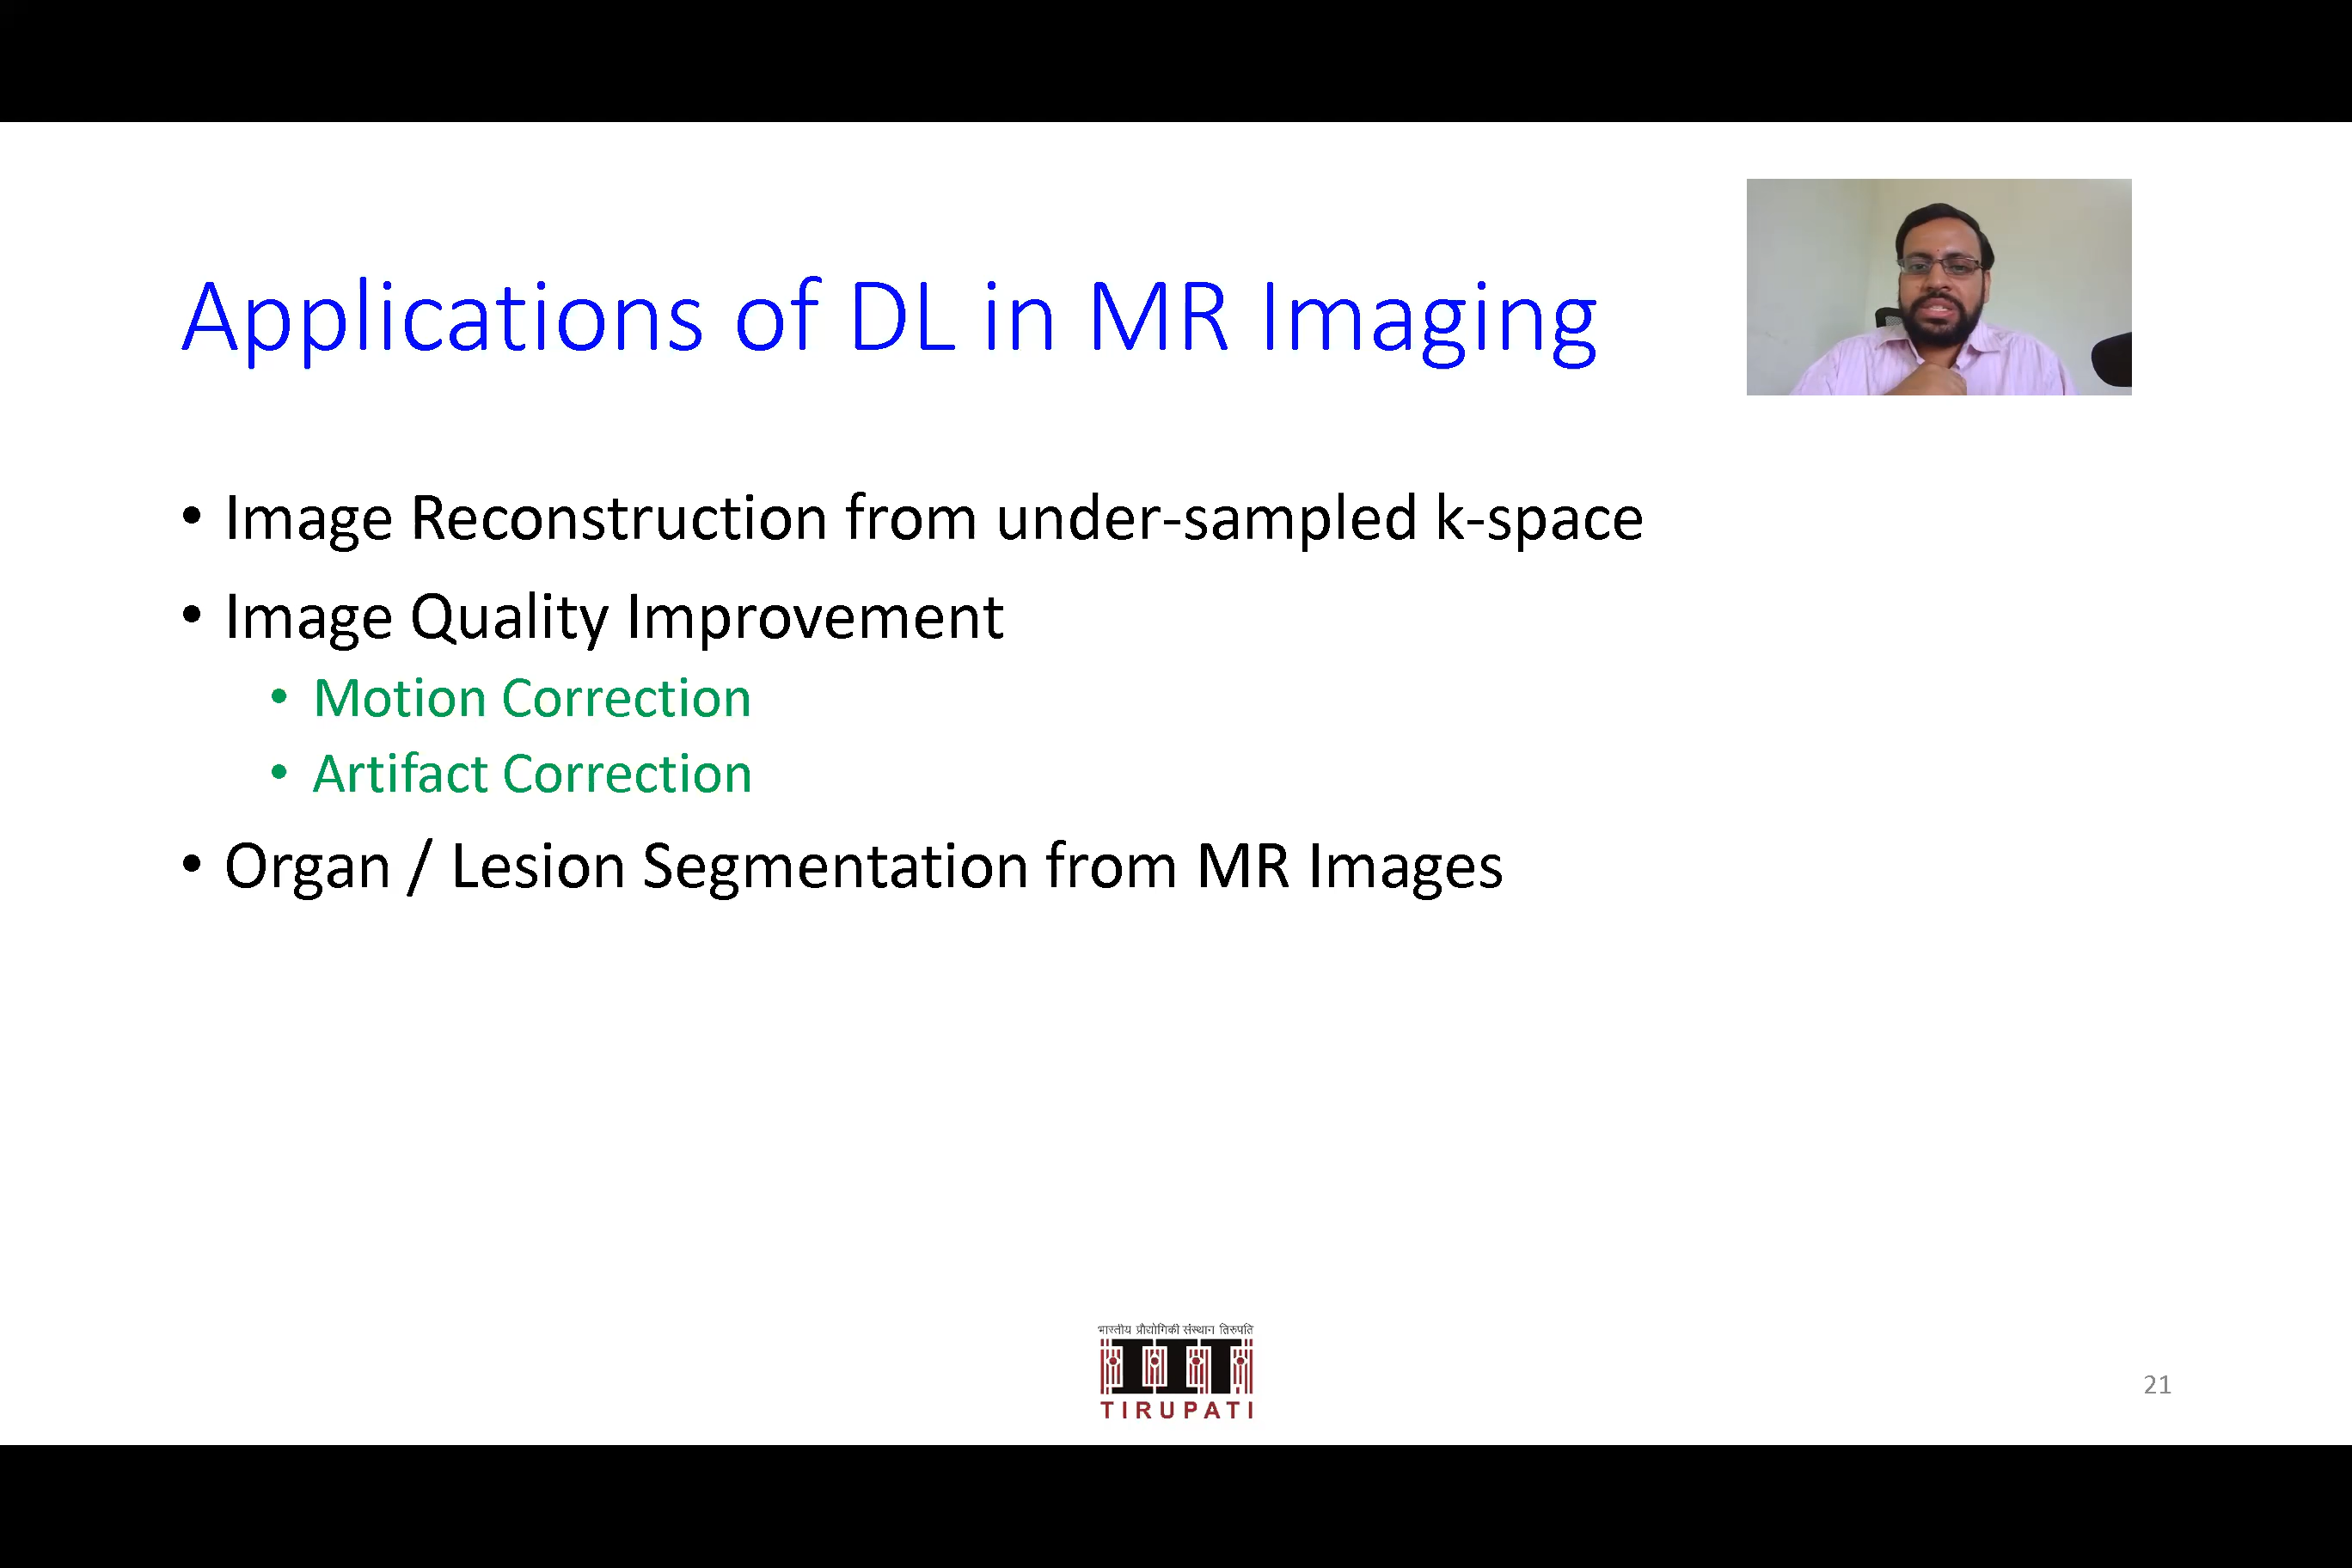 Applications of DL in MR Imaging
• Image Reconstruction from under-sampled k-space
• Image Quality Improvement
• Motion Correction
• Artifact Correction
• Organ / Lesion Segmentation from MR Images
भारतीय प्रौद्योगिकी संस्थान तिरुपति
IIT
TIRUPATI
21